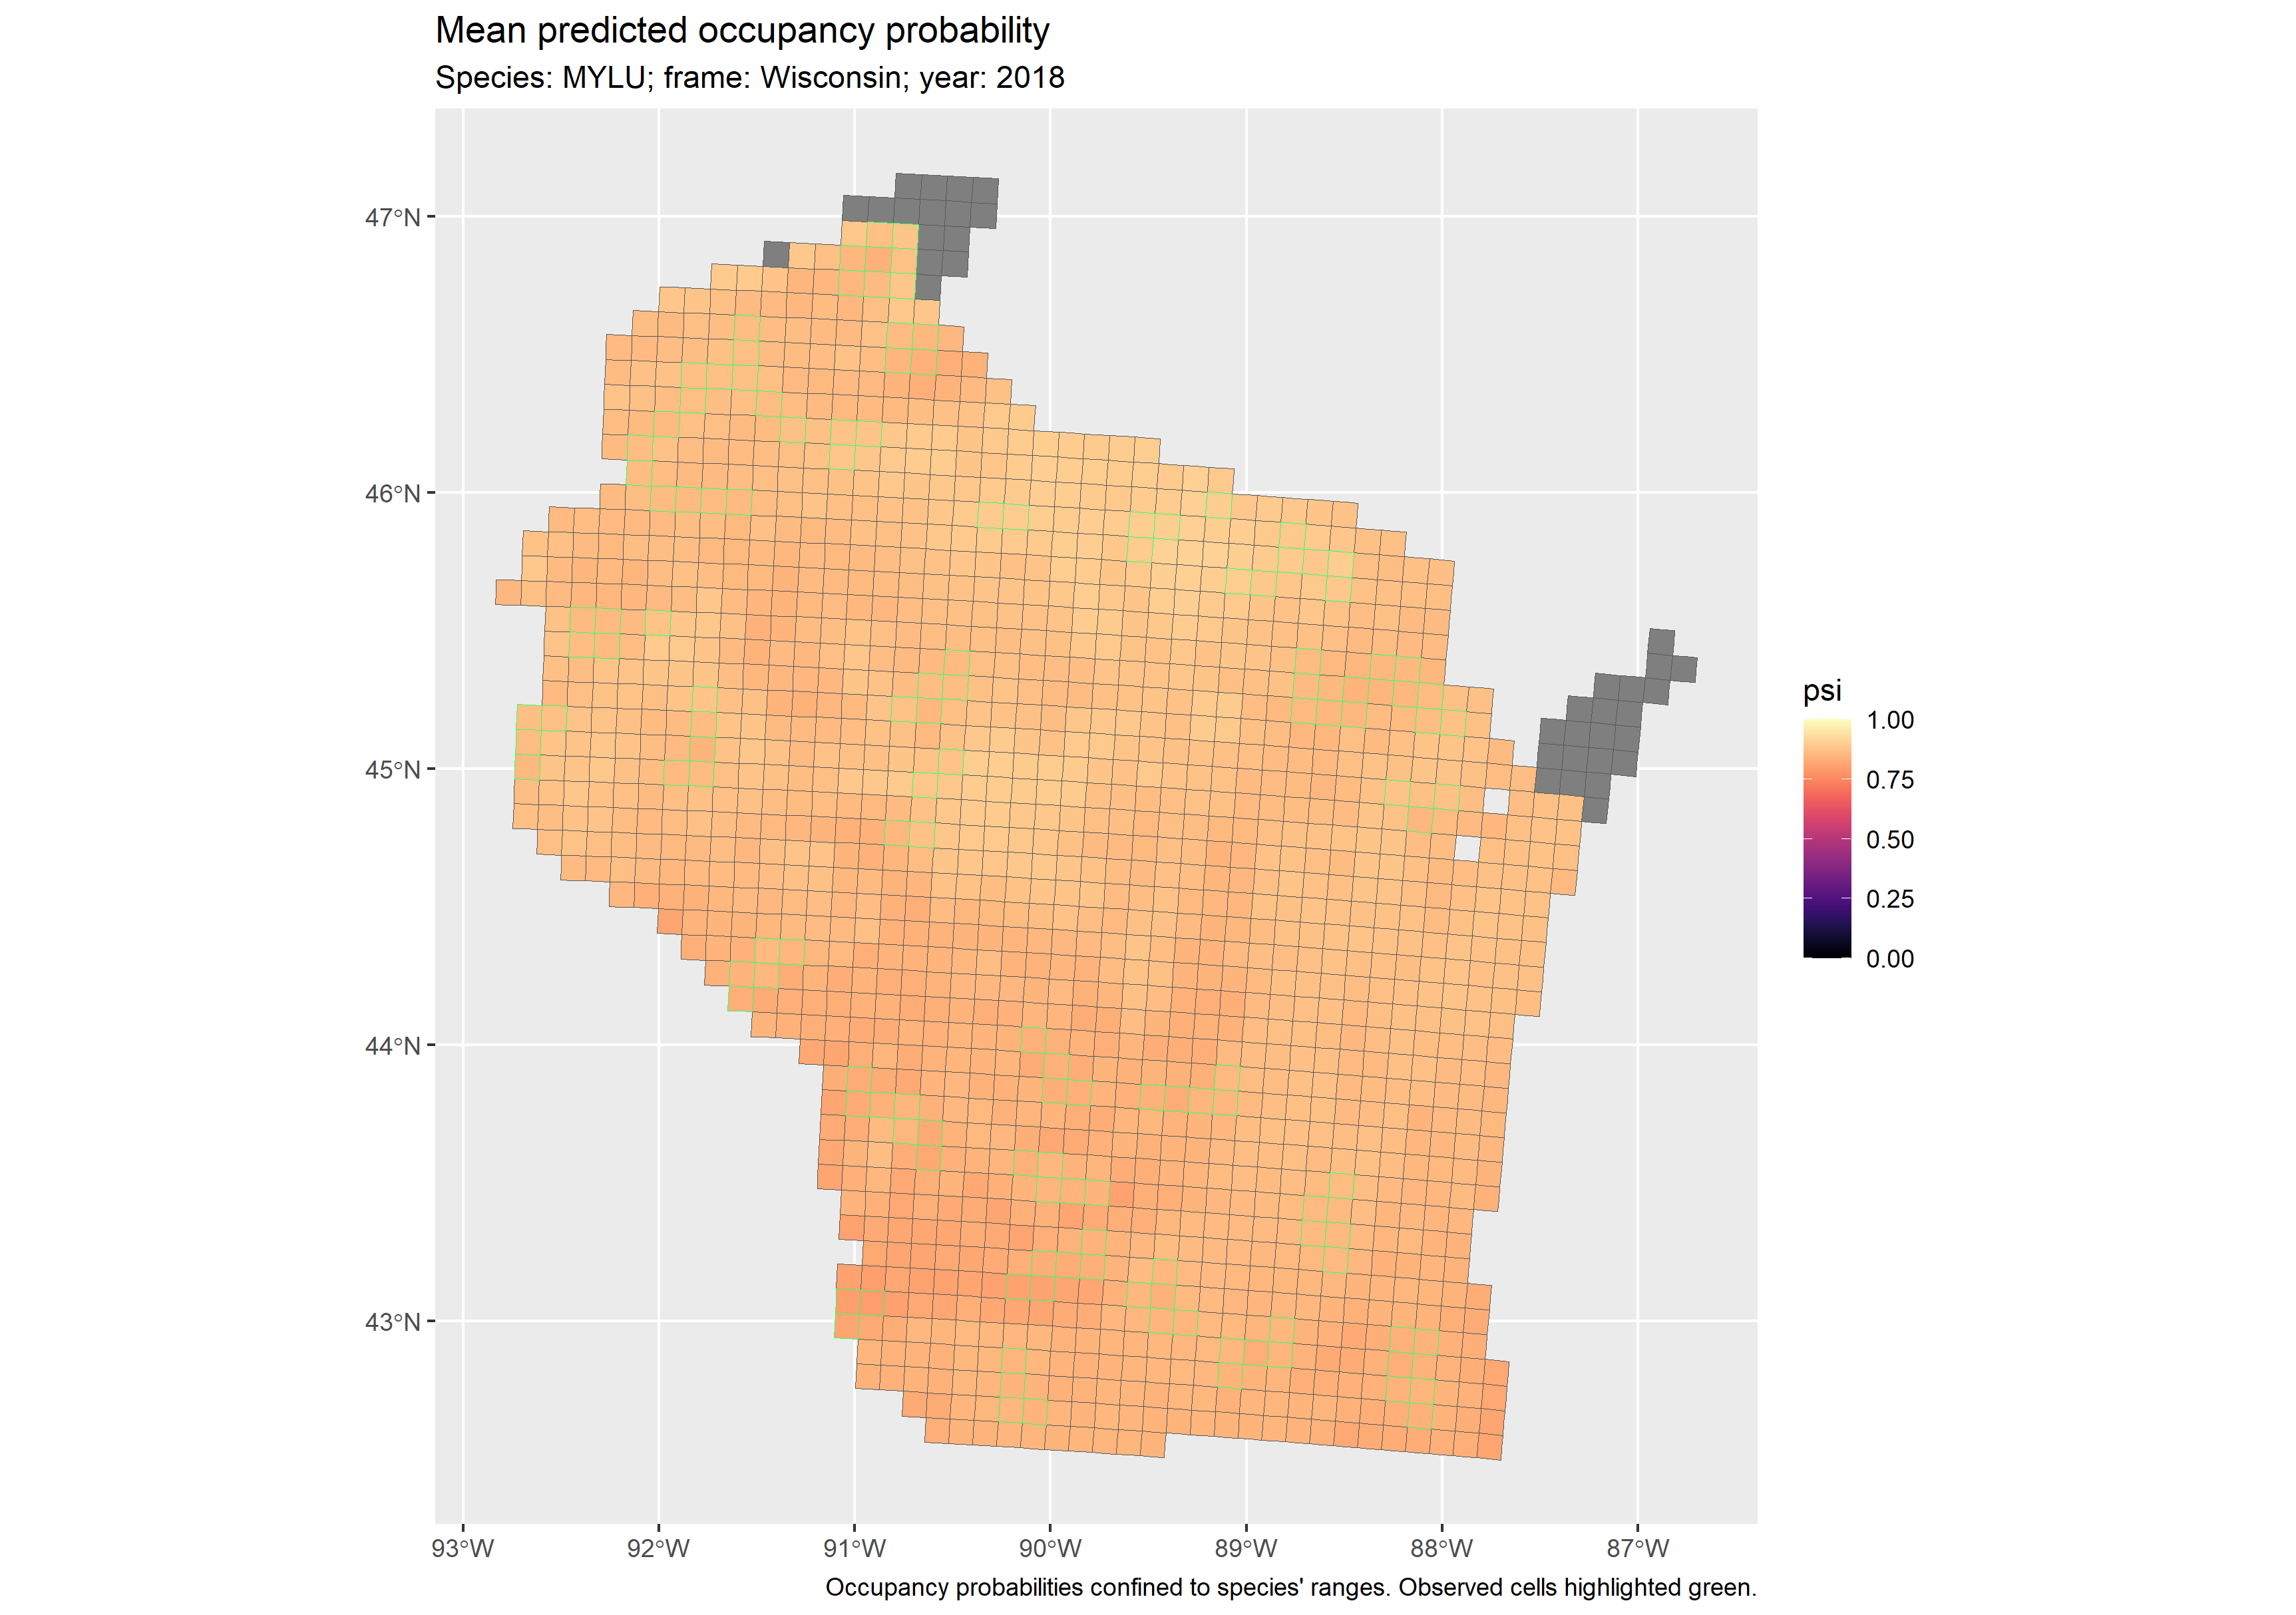 Mean predicted occupancy probability
Species: MYLU; frame: Wisconsin; year: 2018
47°N
46°N
45°N
44°N
43°N
93°W
92°W
91°W
90°W
89°W
88°W
87°W
psi
1.00
0.75
0.50
0.25
0.00
Occupancy probabilities confined to species' ranges. Observed cells highlighted green.